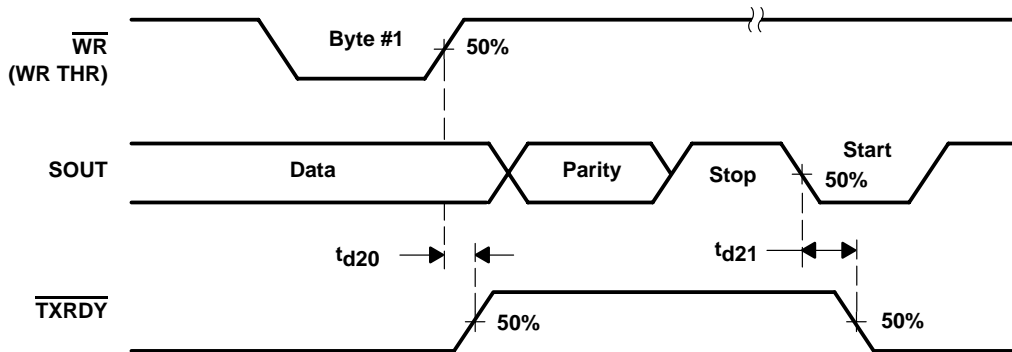 WR
(WR THR)
Byte #1
50%
SOUT
Data
Parity
Stop
Start
50%
td20
td21
TXRDY
50%
50%